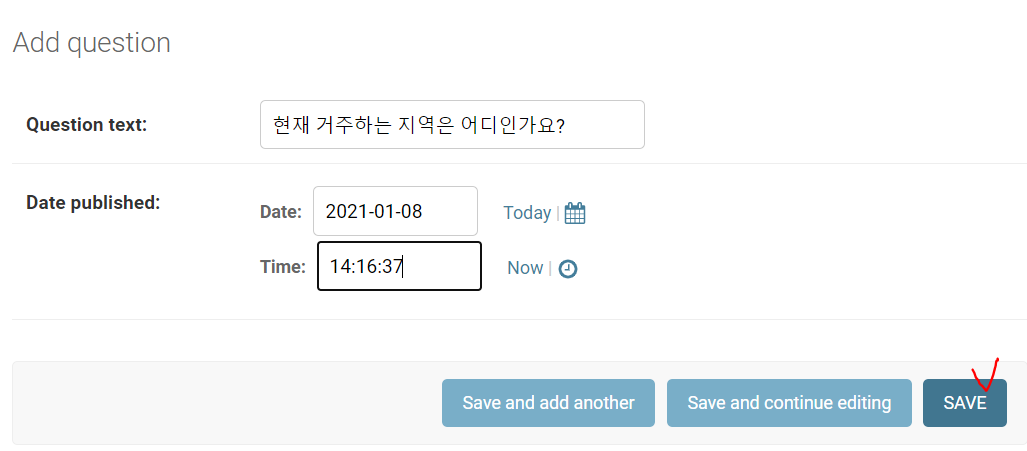 Add question
Question text: 현재 거주하는 지역은 어디인가요?
Date published:
Date: 2021-01-08 Today |
Time: 14:16:37 Now |
Save and add another Save and continue editing SAVE